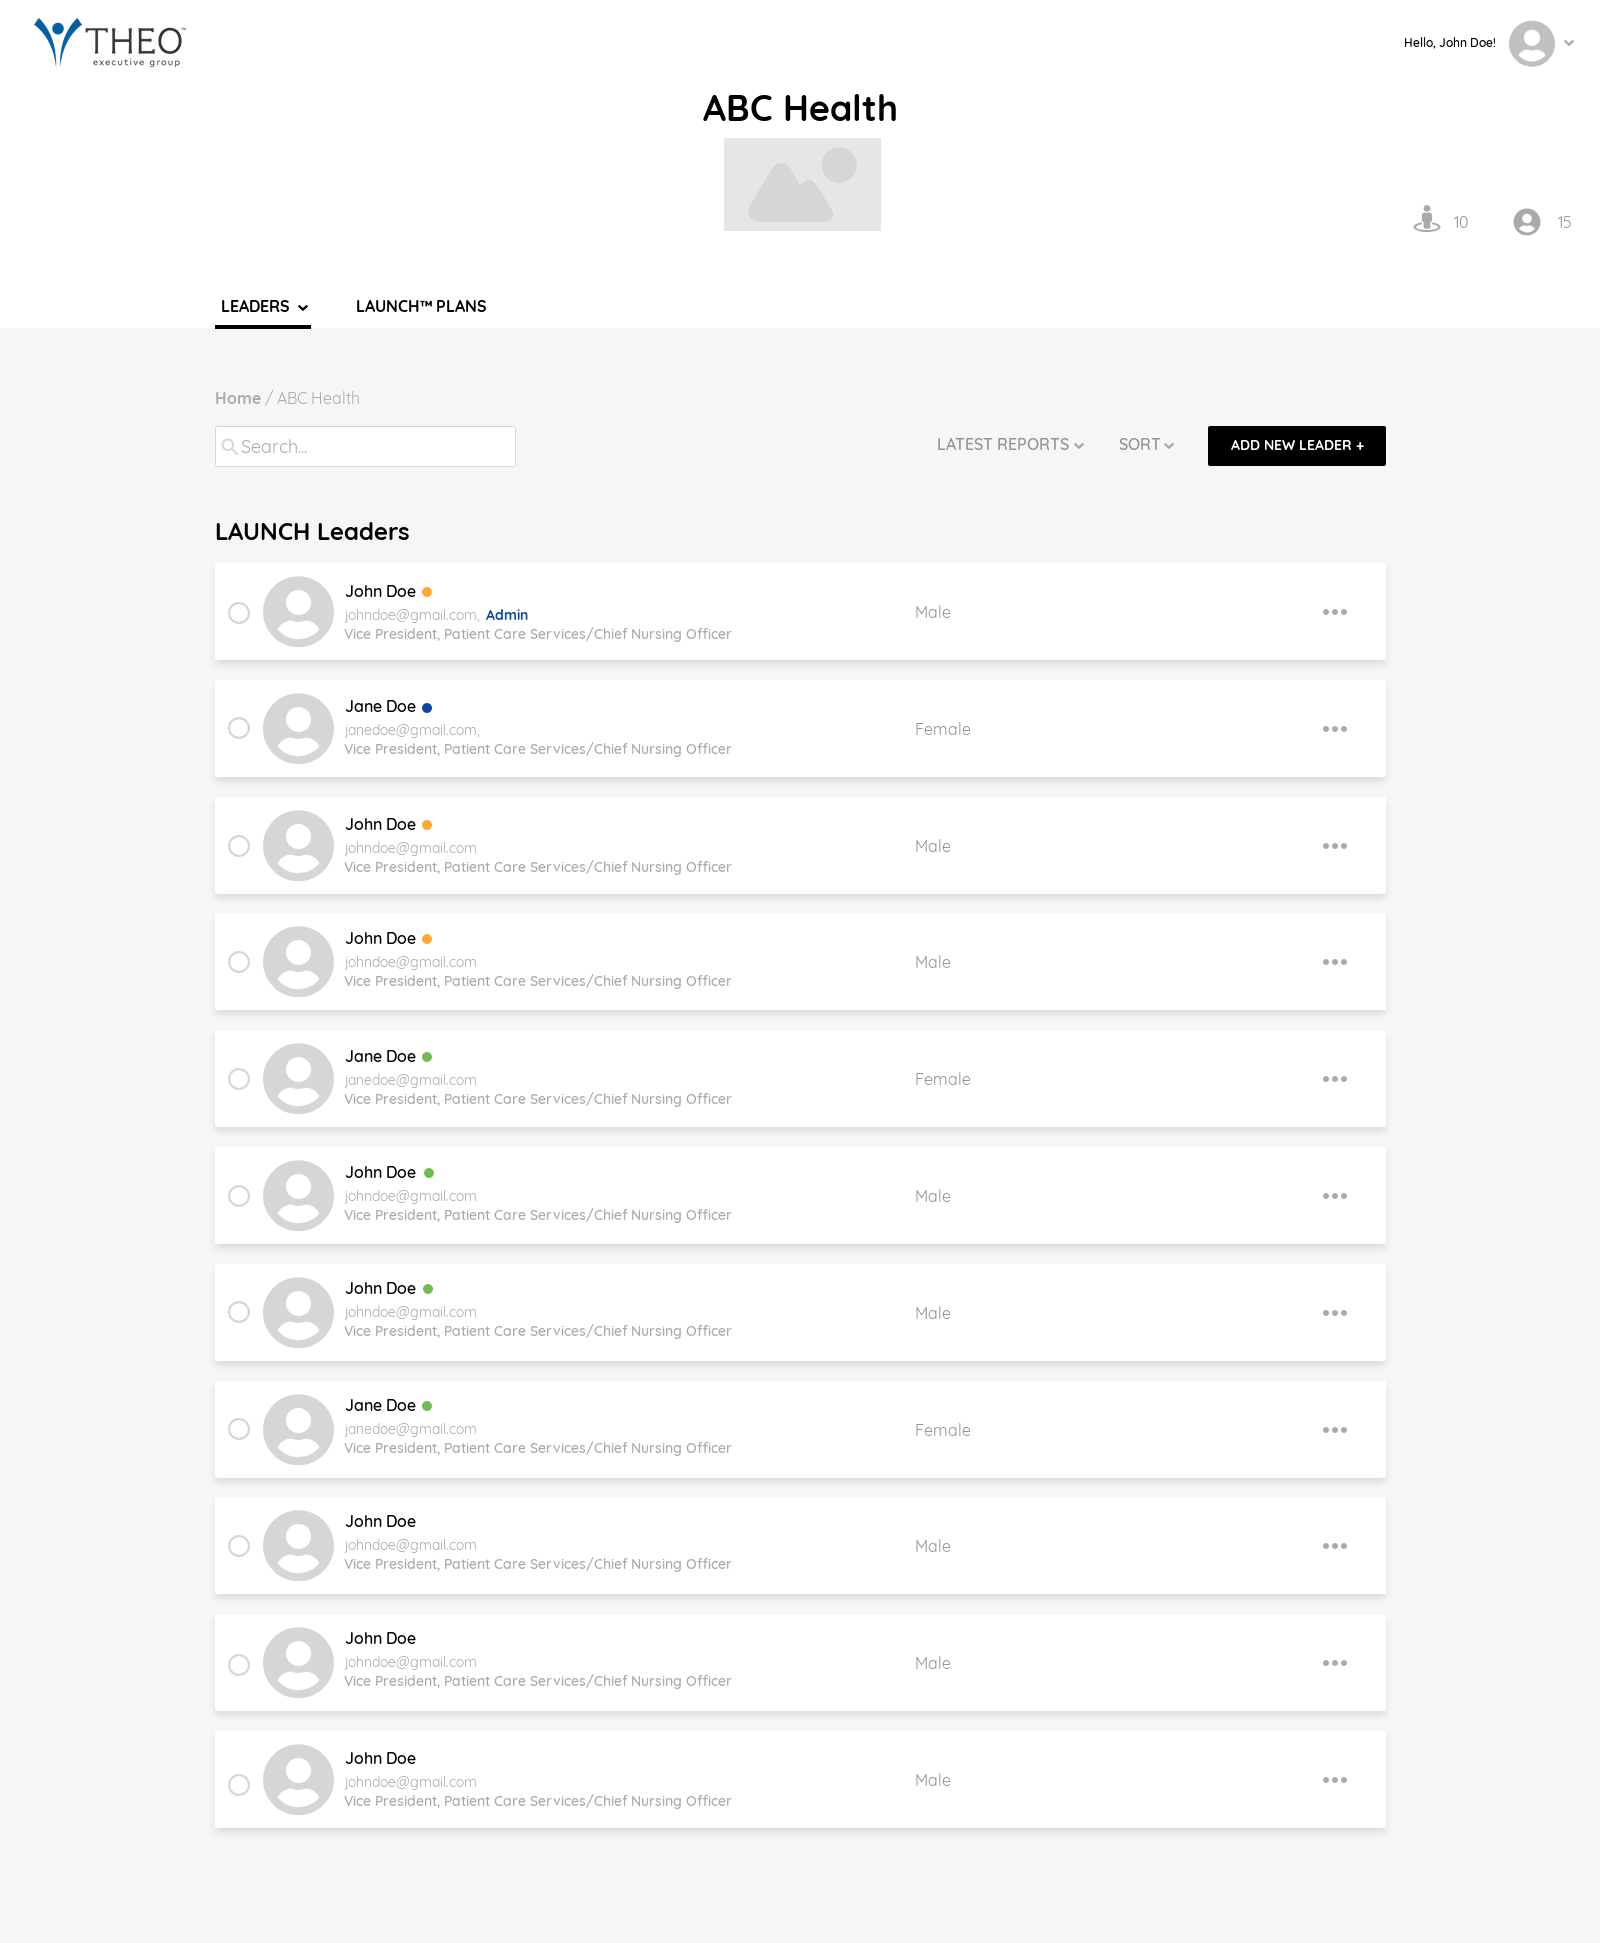 THEO™
executive group
Hello, John Doe!
ABC Health
10
15
LEADERS
LAUNCH™ PLANS
Home / ABC Health
Search...
LATEST REPORTS
SORT
ADD NEW LEADER +
LAUNCH Leaders
John Doe
johndoe@gmail.com, Admin
Vice President, Patient Care Services/Chief Nursing Officer
Male
Jane Doe
janedoe@gmail.com,
Vice President, Patient Care Services/Chief Nursing Officer
Female
John Doe
johndoe@gmail.com
Vice President, Patient Care Services/Chief Nursing Officer
Male
John Doe
johndoe@gmail.com
Vice President, Patient Care Services/Chief Nursing Officer
Male
Jane Doe
janedoe@gmail.com
Vice President, Patient Care Services/Chief Nursing Officer
Female
John Doe
johndoe@gmail.com
Vice President, Patient Care Services/Chief Nursing Officer
Male
John Doe
johndoe@gmail.com
Vice President, Patient Care Services/Chief Nursing Officer
Male
Jane Doe
janedoe@gmail.com
Vice President, Patient Care Services/Chief Nursing Officer
Female
John Doe
johndoe@gmail.com
Vice President, Patient Care Services/Chief Nursing Officer
Male
John Doe
johndoe@gmail.com
Vice President, Patient Care Services/Chief Nursing Officer
Male
John Doe
johndoe@gmail.com
Vice President, Patient Care Services/Chief Nursing Officer
Male